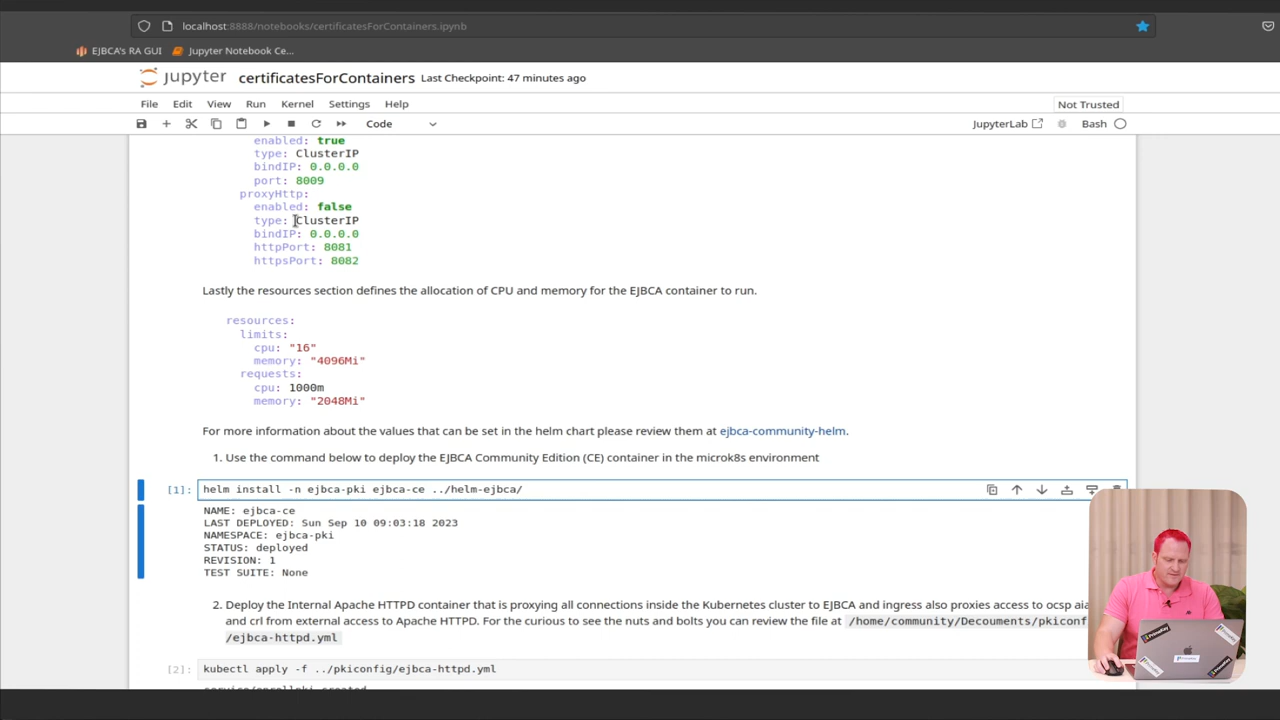 localhost:8888/notebooks/certificatesForContainers.ipynb
EJBCA's RA GUI
Jupyter Notebook Ce...
jupyter certificatesForContainers Last Checkpoint: 47 minutes ago
File Edit View Run Kernel Settings Help
Not Trusted
Code
JupyterLab
Bash
enabled: true
type: ClusterIP
bindIP: 0.0.0.0
port: 8009
proxyHttp:
enabled: false
type: ClusterIP
bindIP: 0.0.0.0
httpPort: 8081
httpsPort: 8082
Lastly the resources section defines the allocation of CPU and memory for the EJBCA container to run.
resources:
limits:
cpu: "16"
memory: "4096Mi"
requests:
cpu: 1000m
memory: "2048Mi"
For more information about the values that can be set in the helm chart please review them at ejbca-community-helm.
1. Use the command below to deploy the EJBCA Community Edition (CE) container in the microk8s environment
[1]: helm install -n ejbca-pki ejbca-ce ../helm-ejbca/
NAME: ejbca-ce
LAST DEPLOYED: Sun Sep 10 09:03:18 2023
NAMESPACE: ejbca-pki
STATUS: deployed
REVISION: 1
TEST SUITE: None
2. Deploy the Internal Apache HTTPD container that is proxying all connections inside the Kubernetes cluster to EJBCA and ingress also proxies access to ocsp aia
and crl from external access to Apache HTTPD. For the curious to see the nuts and bolts you can review the file at /home/community/Decouments/pkiconf
/ejbca-httpd.yml
[2]: kubectl apply -f ../pkiconfig/ejbca-httpd.yml